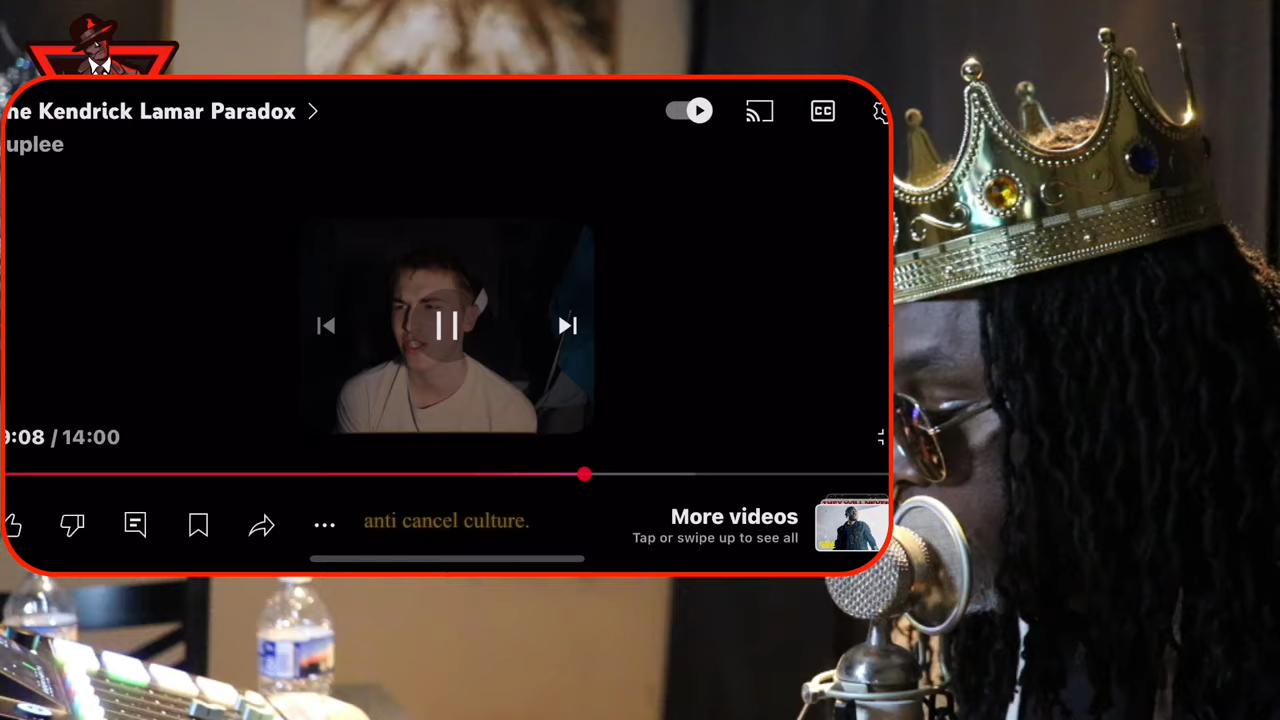 ne Kendrick Lamar Paradox
uplee
CC
9:08 / 14:00
anti cancel culture.
More videos
Tap or swipe up to see all